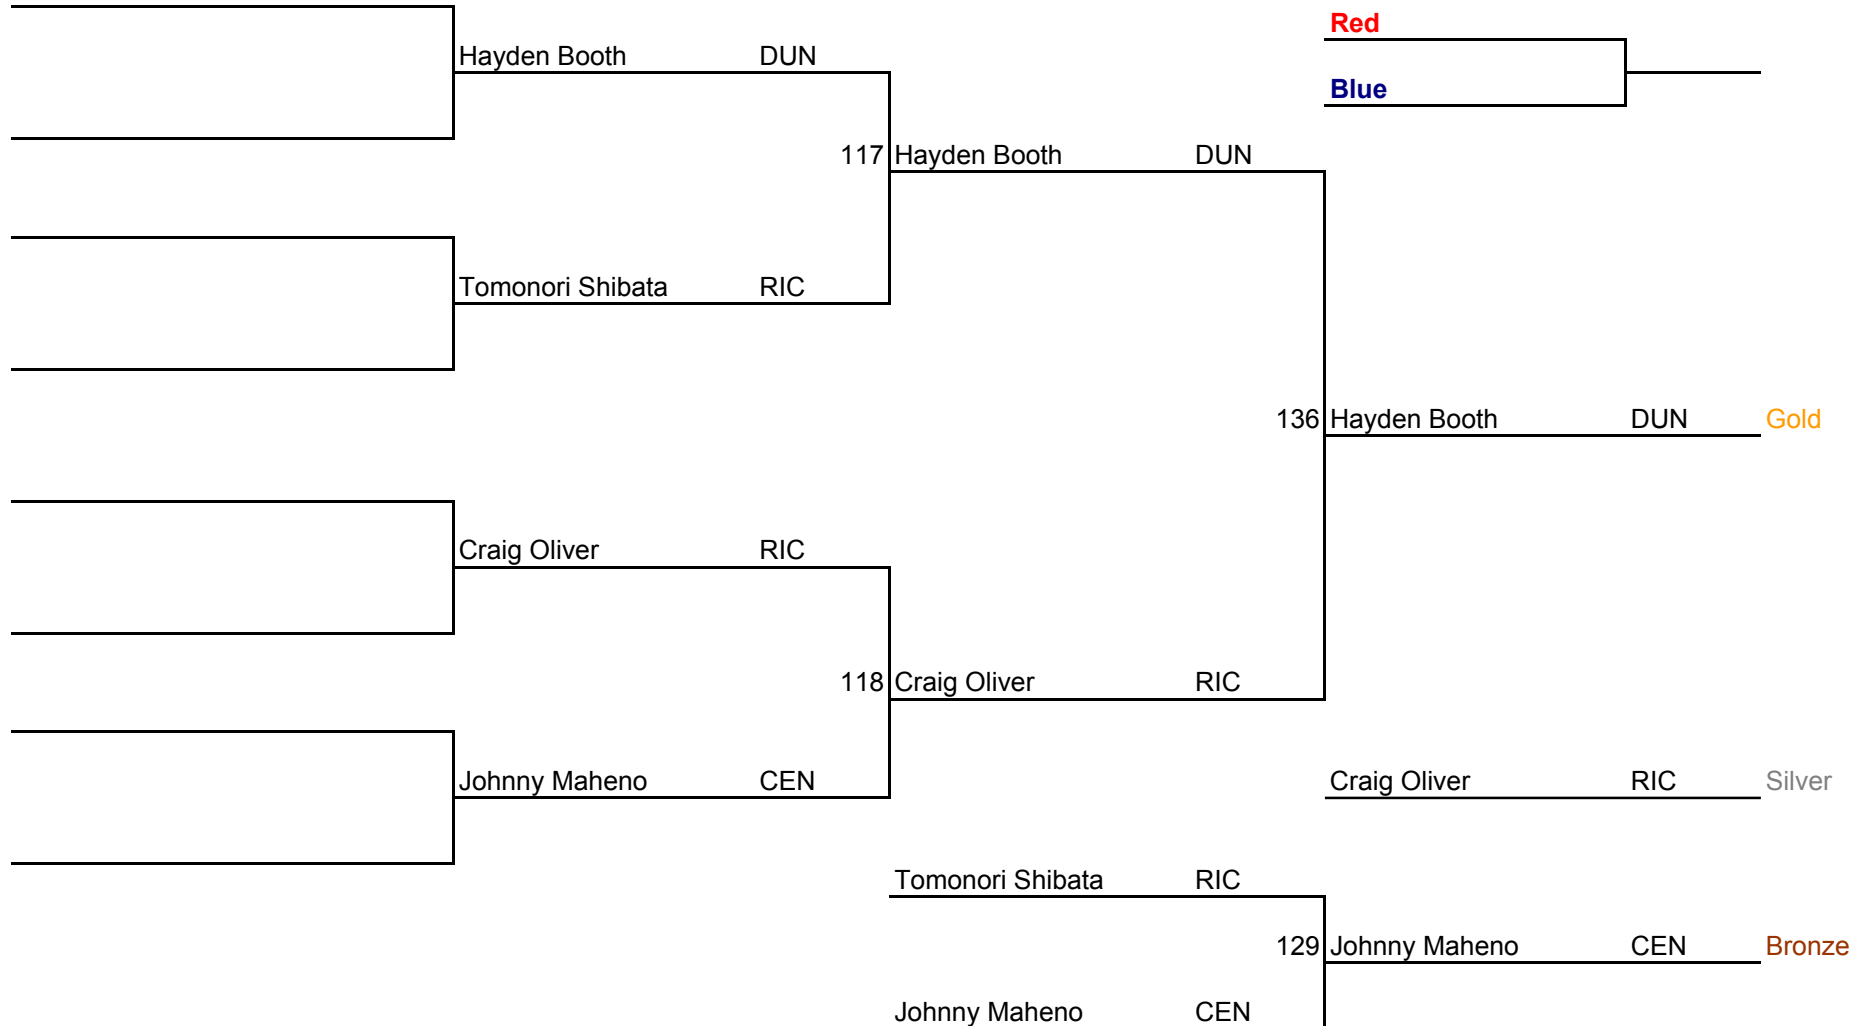 Red
Hayden Booth DUN
Blue
117 Hayden Booth DUN
Tomonori Shibata RIC
136 Hayden Booth DUN Gold
Craig Oliver RIC
118 Craig Oliver RIC
Johnny Maheno CEN
Craig Oliver RIC Silver
Tomonori Shibata RIC
129 Johnny Maheno CEN Bronze
Johnny Maheno CEN